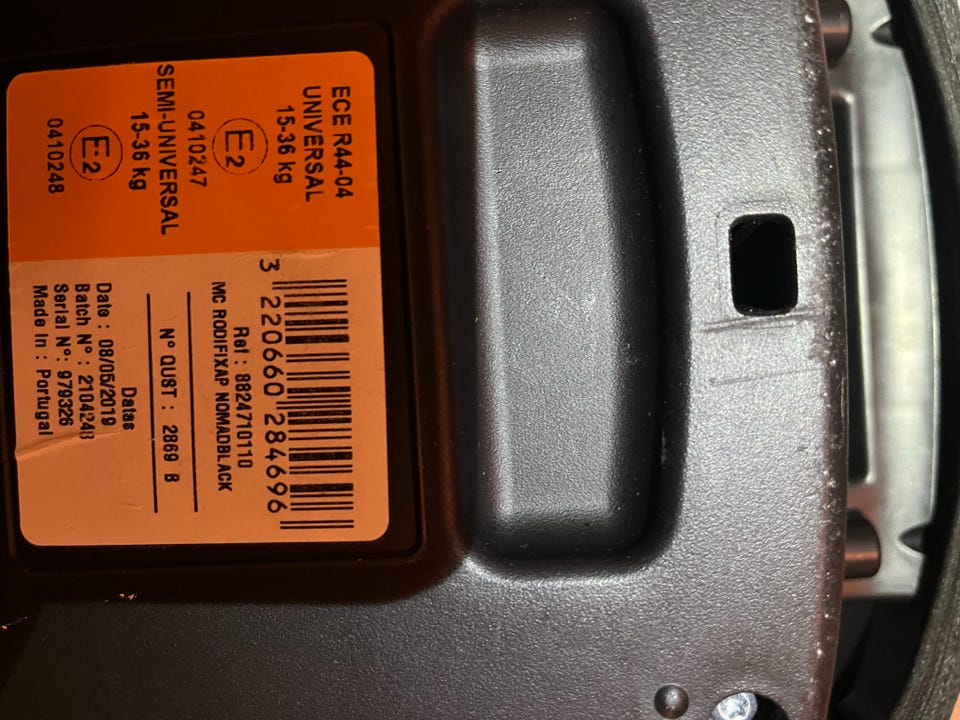 ECE R44-04
UNIVERSAL
15-36 kg
E2
0410247
SEMI-UNIVERSAL
15-36 kg
E2
0410248
3 220660 284696
Ref : 8824710110
MC RODIFIXAP NOMADBLACK
N° QUST : 2869 B
Datas
Date : 08/05/2019
Batch N° : 2104248
Serial N°: 979326
Made in : Portugal